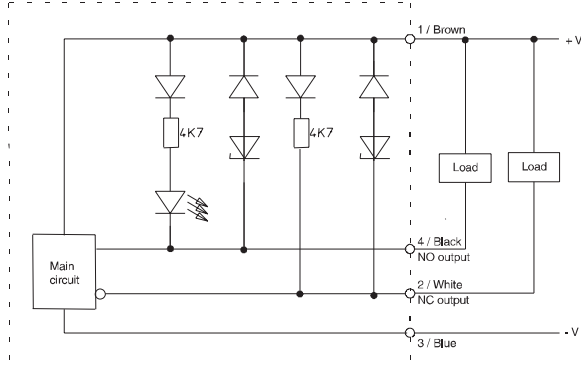 1 / Brown
+ V
4K7
4K7
Load
Load
4 / Black
NO output
Main
circuit
2 / White
NC output
- V
3 / Blue